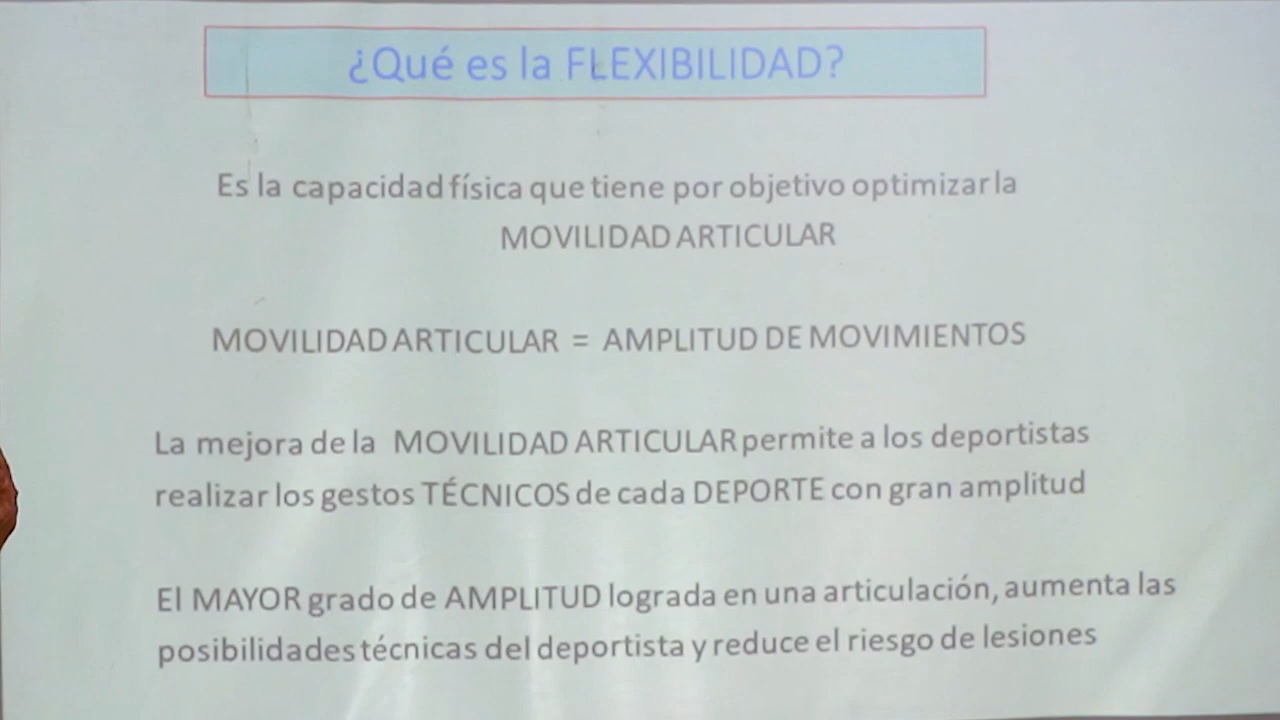 ¿Qué es la FLEXIBILIDAD?
Es la capacidad física que tiene por objetivo optimizar la
MOVILIDAD ARTICULAR
MOVILIDAD ARTICULAR = AMPLITUD DE MOVIMIENTOS
La mejora de la MOVILIDAD ARTICULAR permite a los deportistas
realizar los gestos TÉCNICOS de cada DEPORTE con gran amplitud
El MAYOR grado de AMPLITUD lograda en una articulación, aumenta las
posibilidades técnicas del deportista y reduce el riesgo de lesiones